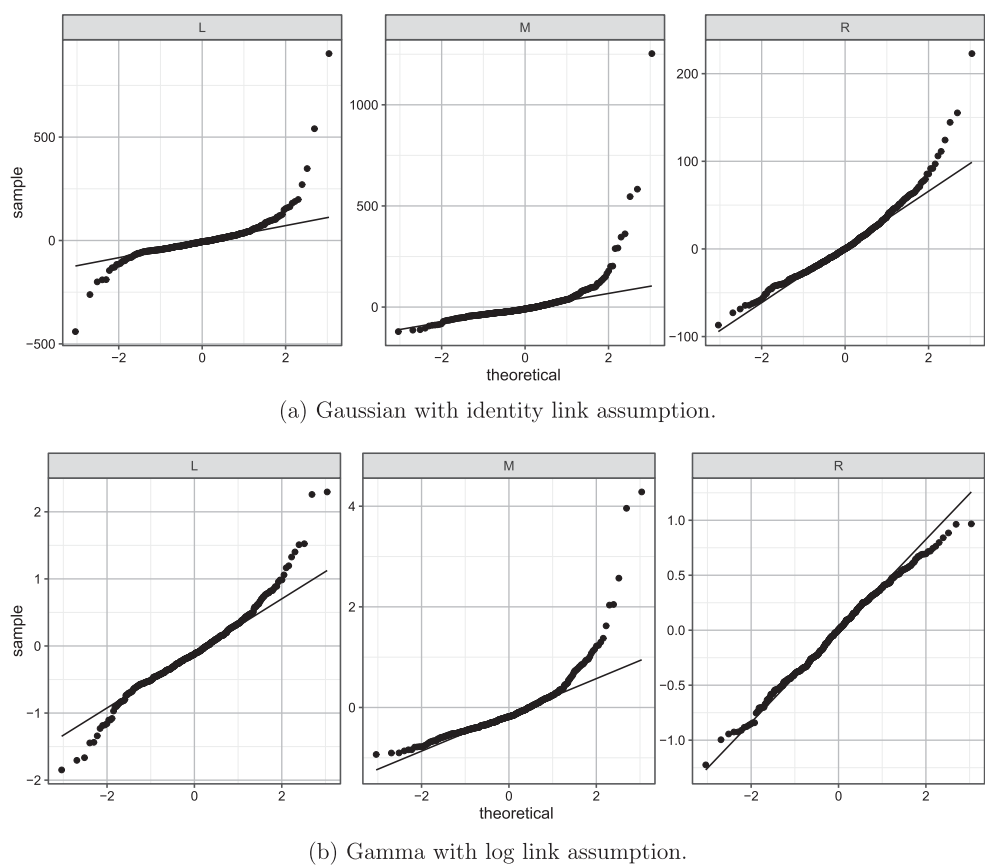 L M R
sample
500
0
−500
1000
500
0
200
100
0
−100
−2 0 2 −2 0 2 −2 0 2
theoretical
(a) Gaussian with identity link assumption.
L M R
sample
2
1
0
−1
−2
4
2
0
1.0
0.5
0.0
−0.5
−1.0
−2 0 2 −2 0 2 −2 0 2
theoretical
(b) Gamma with log link assumption.